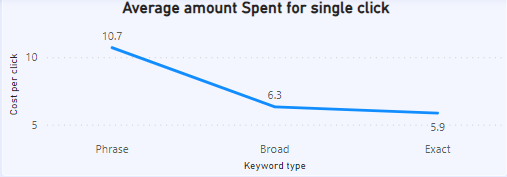 Average amount Spent for single click
10.7
10
Cost per click
6.3
5
5.9
Phrase Broad Exact
Keyword type